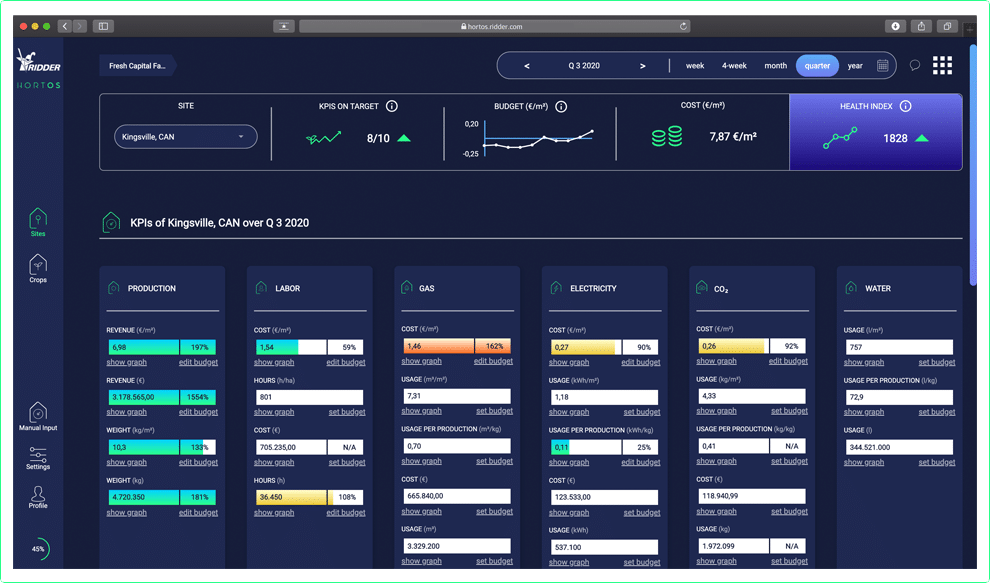 hortos.ridder.com
RIDDER
HORTOS
Fresh Capital Fa...
< Q 3 2020 >
week 4-week month quarter year
SITE
Kingsville, CAN
KPIS ON TARGET
8/10
BUDGET (€/m²)
0,20
-0,25
COST (€/m²)
7,87 €/m²
HEALTH INDEX
1828
Sites
Crops
Manual Input
Settings
Profile
45%
KPIs of Kingsville, CAN over Q 3 2020
PRODUCTION
REVENUE (€/m²)
6,98 197%
show graph edit budget
REVENUE (€)
3.178.565,00 1554%
show graph edit budget
WEIGHT (kg/m²)
10,3 133%
show graph edit budget
WEIGHT (kg)
4.720.350 181%
show graph edit budget
LABOR
COST (€/m²)
1,54 59%
show graph edit budget
HOURS (h/ha)
801
show graph set budget
COST (€)
705.235,00 N/A
show graph set budget
HOURS (h)
36.450 108%
show graph edit budget
GAS
COST (€/m²)
1,46 162%
show graph edit budget
USAGE (m³/m²)
7,31
show graph set budget
USAGE PER PRODUCTION (m³/kg)
0,70
show graph set budget
COST (€)
665.840,00
show graph set budget
USAGE (m³)
3.329.200
show graph set budget
ELECTRICITY
COST (€/m²)
0,27 90%
show graph edit budget
USAGE (kWh/m²)
1,18
show graph set budget
USAGE PER PRODUCTION (kWh/kg)
0,11 25%
show graph edit budget
COST (€)
123.533,00
show graph set budget
USAGE (kWh)
537.100
show graph set budget
CO₂
COST (€/m²)
0,26 92%
show graph edit budget
USAGE (kg/m²)
4,33
show graph set budget
USAGE PER PRODUCTION (kg/kg)
0,41 N/A
show graph set budget
COST (€)
118.940,99
show graph set budget
USAGE (kg)
1.972.099 N/A
show graph set budget
WATER
USAGE (l/m²)
757
show graph set budget
USAGE PER PRODUCTION (l/kg)
72,9
show graph set budget
USAGE (l)
344.521.000
show graph set budget